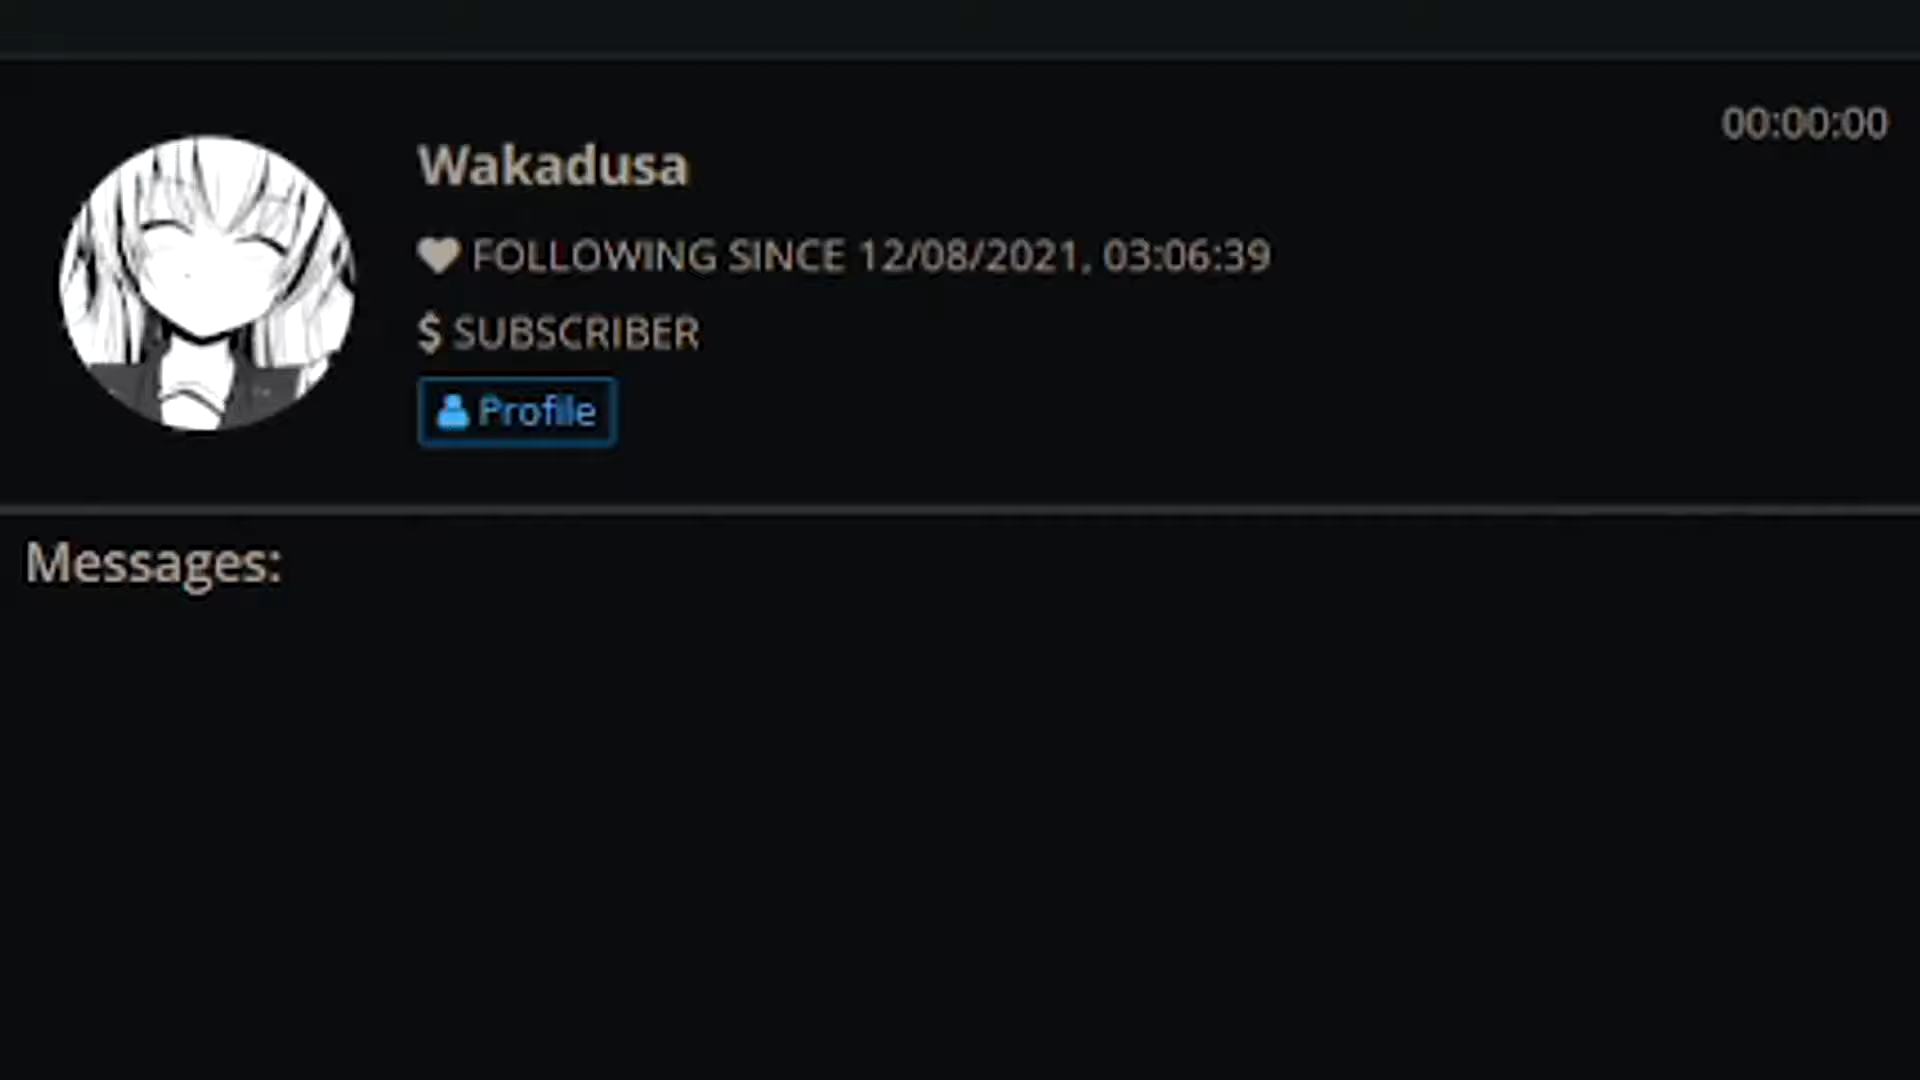 00:00:00
Wakadusa
FOLLOWING SINCE 12/08/2021, 03:06:39
$ SUBSCRIBER
Profile
Messages: